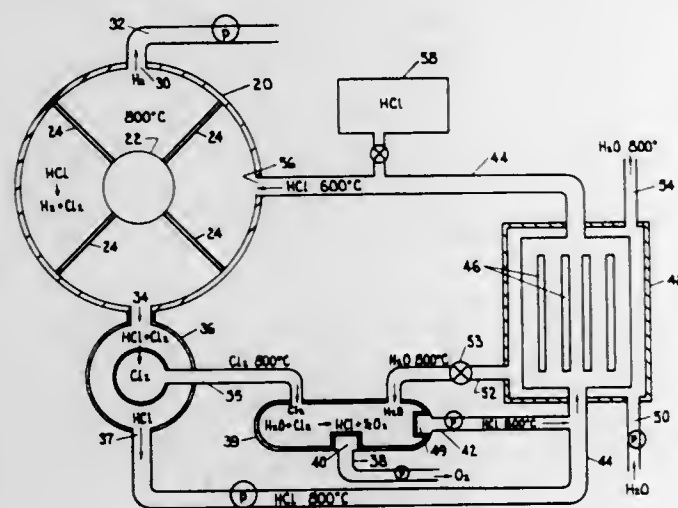 32
P
H₂
30
20
58
HCl
24
800°C
22
24
HCl
↓
H₂+Cl₂
56
HCl 600°C
44
H₂O 800°
54
24
24
46
48
34
HCl+Cl₂
36
Cl₂
Cl₂ 800°C
35
H₂O 800°C
53
52
Cl₂
H₂O
H₂O+Cl₂ → HCl+½O₂
39
40
38
P
O₂
49
42
P
HCl 800°C
50
P
H₂O
HCl
37
P
HCl 800°C
44